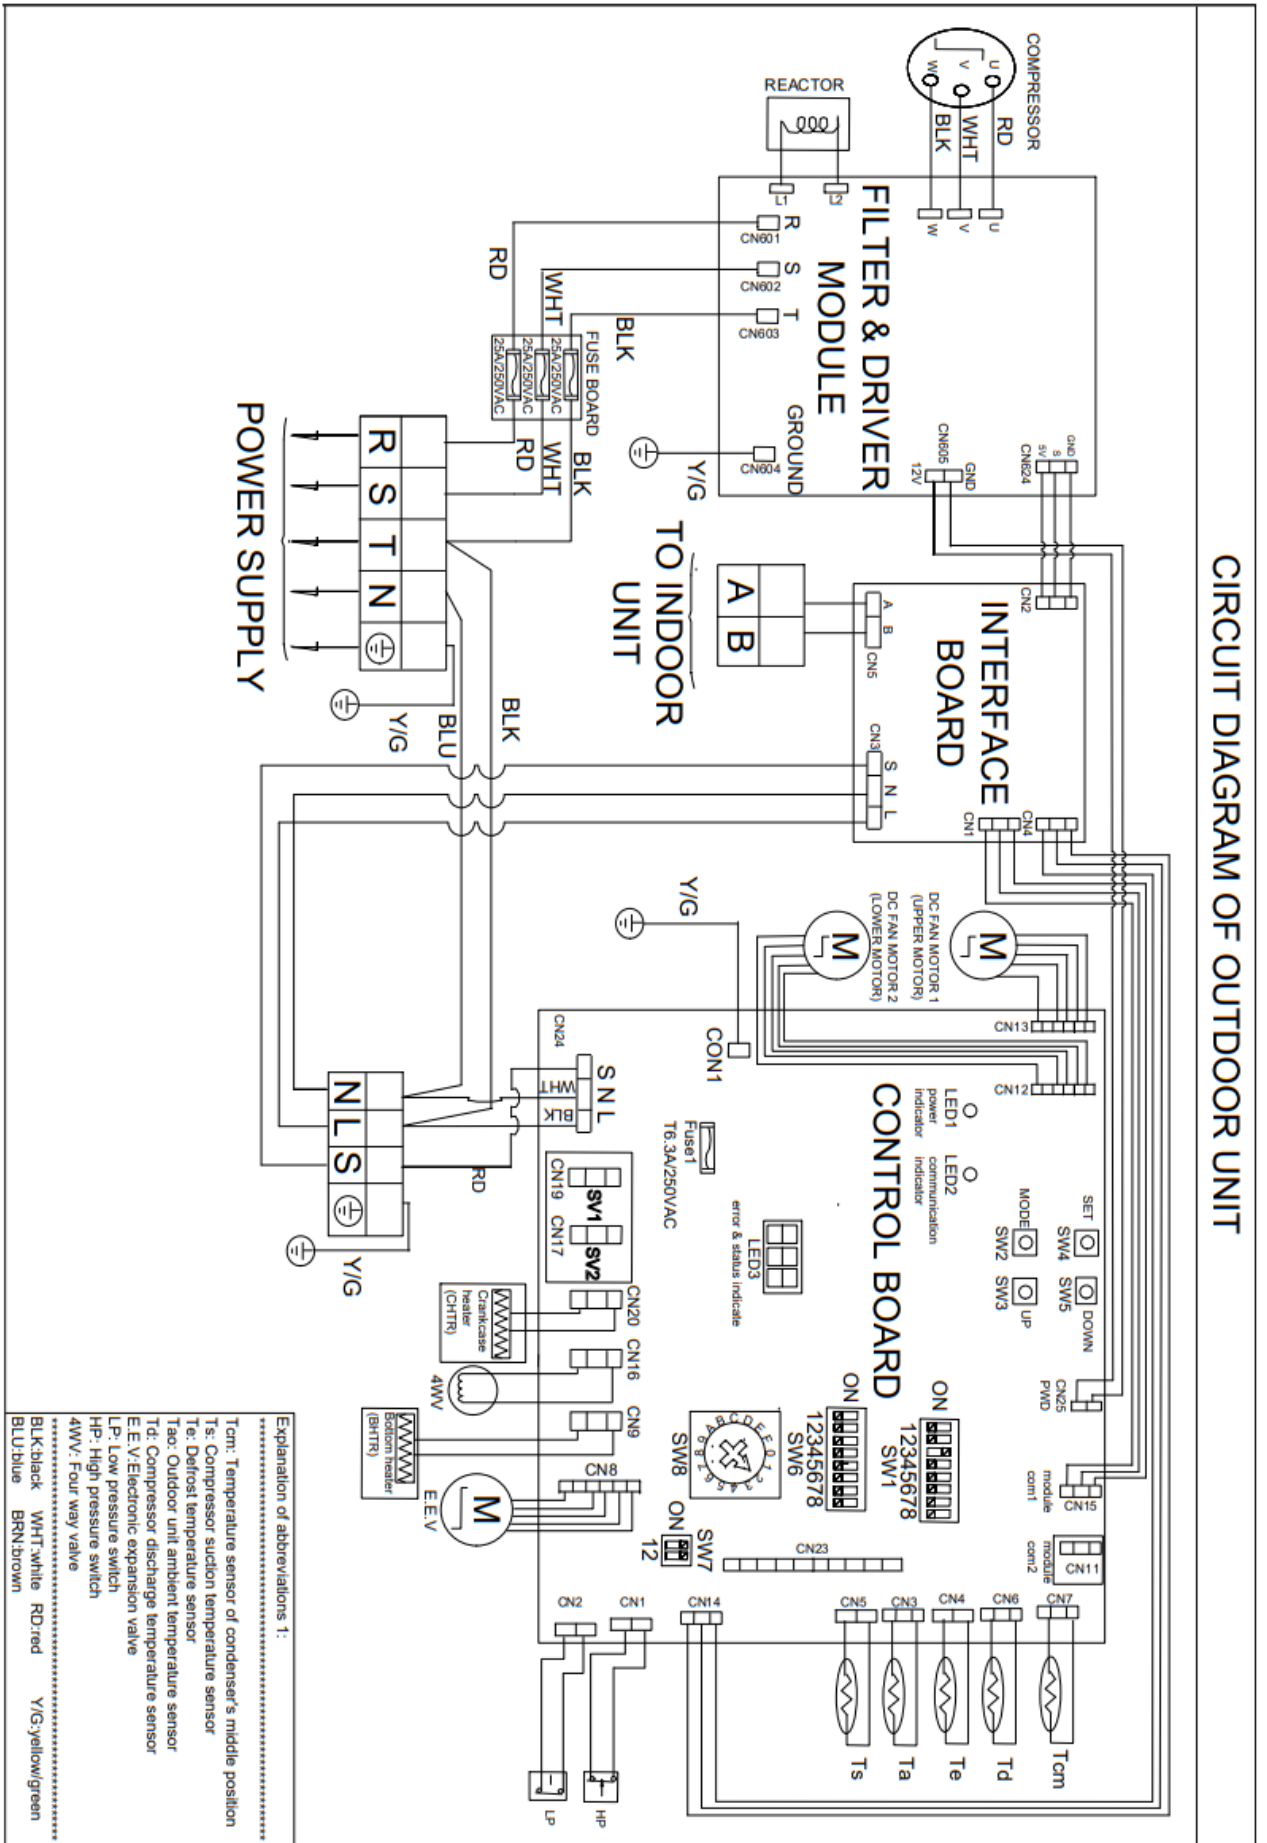 CIRCUIT DIAGRAM OF OUTDOOR UNIT
COMPRESSOR
U
V
W
RD
WHT
BLK
U
V
W
REACTOR
L1
L2
FILTER & DRIVER
MODULE
R
CN601
S
CN602
T
CN603
GROUND
CN604
Y/G
GND
S
5V
CN624
CN605
GND
12V
RD
WHT
BLK
FUSE BOARD
25A/250VAC
25A/250VAC
25A/250VAC
RD
WHT
BLK
R
S
T
N
POWER SUPPLY
Y/G
BLU
BLK
TO INDOOR
UNIT
A
B
INTERFACE
BOARD
CN2
A
B
CN5
CN3
S
N
L
CN1
CN4
DC FAN MOTOR 1
(UPPER MOTOR)
M
DC FAN MOTOR 2
(LOWER MOTOR)
M
Y/G
CONTROL BOARD
CON1
CN13
CN12
LED1
power
indicator
LED2
communication
indicator
SET
SW4
MODE
SW2
SW5
DOWN
SW3
UP
CN25
PWD
module
com1
CN15
module
com2
CN11
CN24
S
N
L
WHT
BLK
Fuse1
T6.3A/250VAC
LED3
error & status indicate
N
L
S
RD
Y/G
CN19
SV1
CN17
SV2
CN20
Crankcase
heater
(CHTR)
CN16
4WV
CN9
Bottom heater
(BHTR)
CN8
M
E.E.V
ON
12345678
SW1
ON
12345678
SW6
SW8
0123456789ABCDEF
ON
12
SW7
CN23
CN7
Tcm
CN6
Td
CN4
Te
CN3
Ta
CN5
Ts
CN14
CN1
HP
CN2
LP
Explanation of abbreviations 1:
Tcm: Temperature sensor of condenser's middle position
Ts: Compressor suction temperature sensor
Te: Defrost temperature sensor
Tao: Outdoor unit ambient temperature sensor
Td: Compressor discharge temperature sensor
E.E.V:Electronic expansion valve
LP: Low pressure switch
HP: High pressure switch
4WV: Four way valve
BLK:black WHT:white RD:red Y/G:yellow/green
BLU:blue BRN:brown